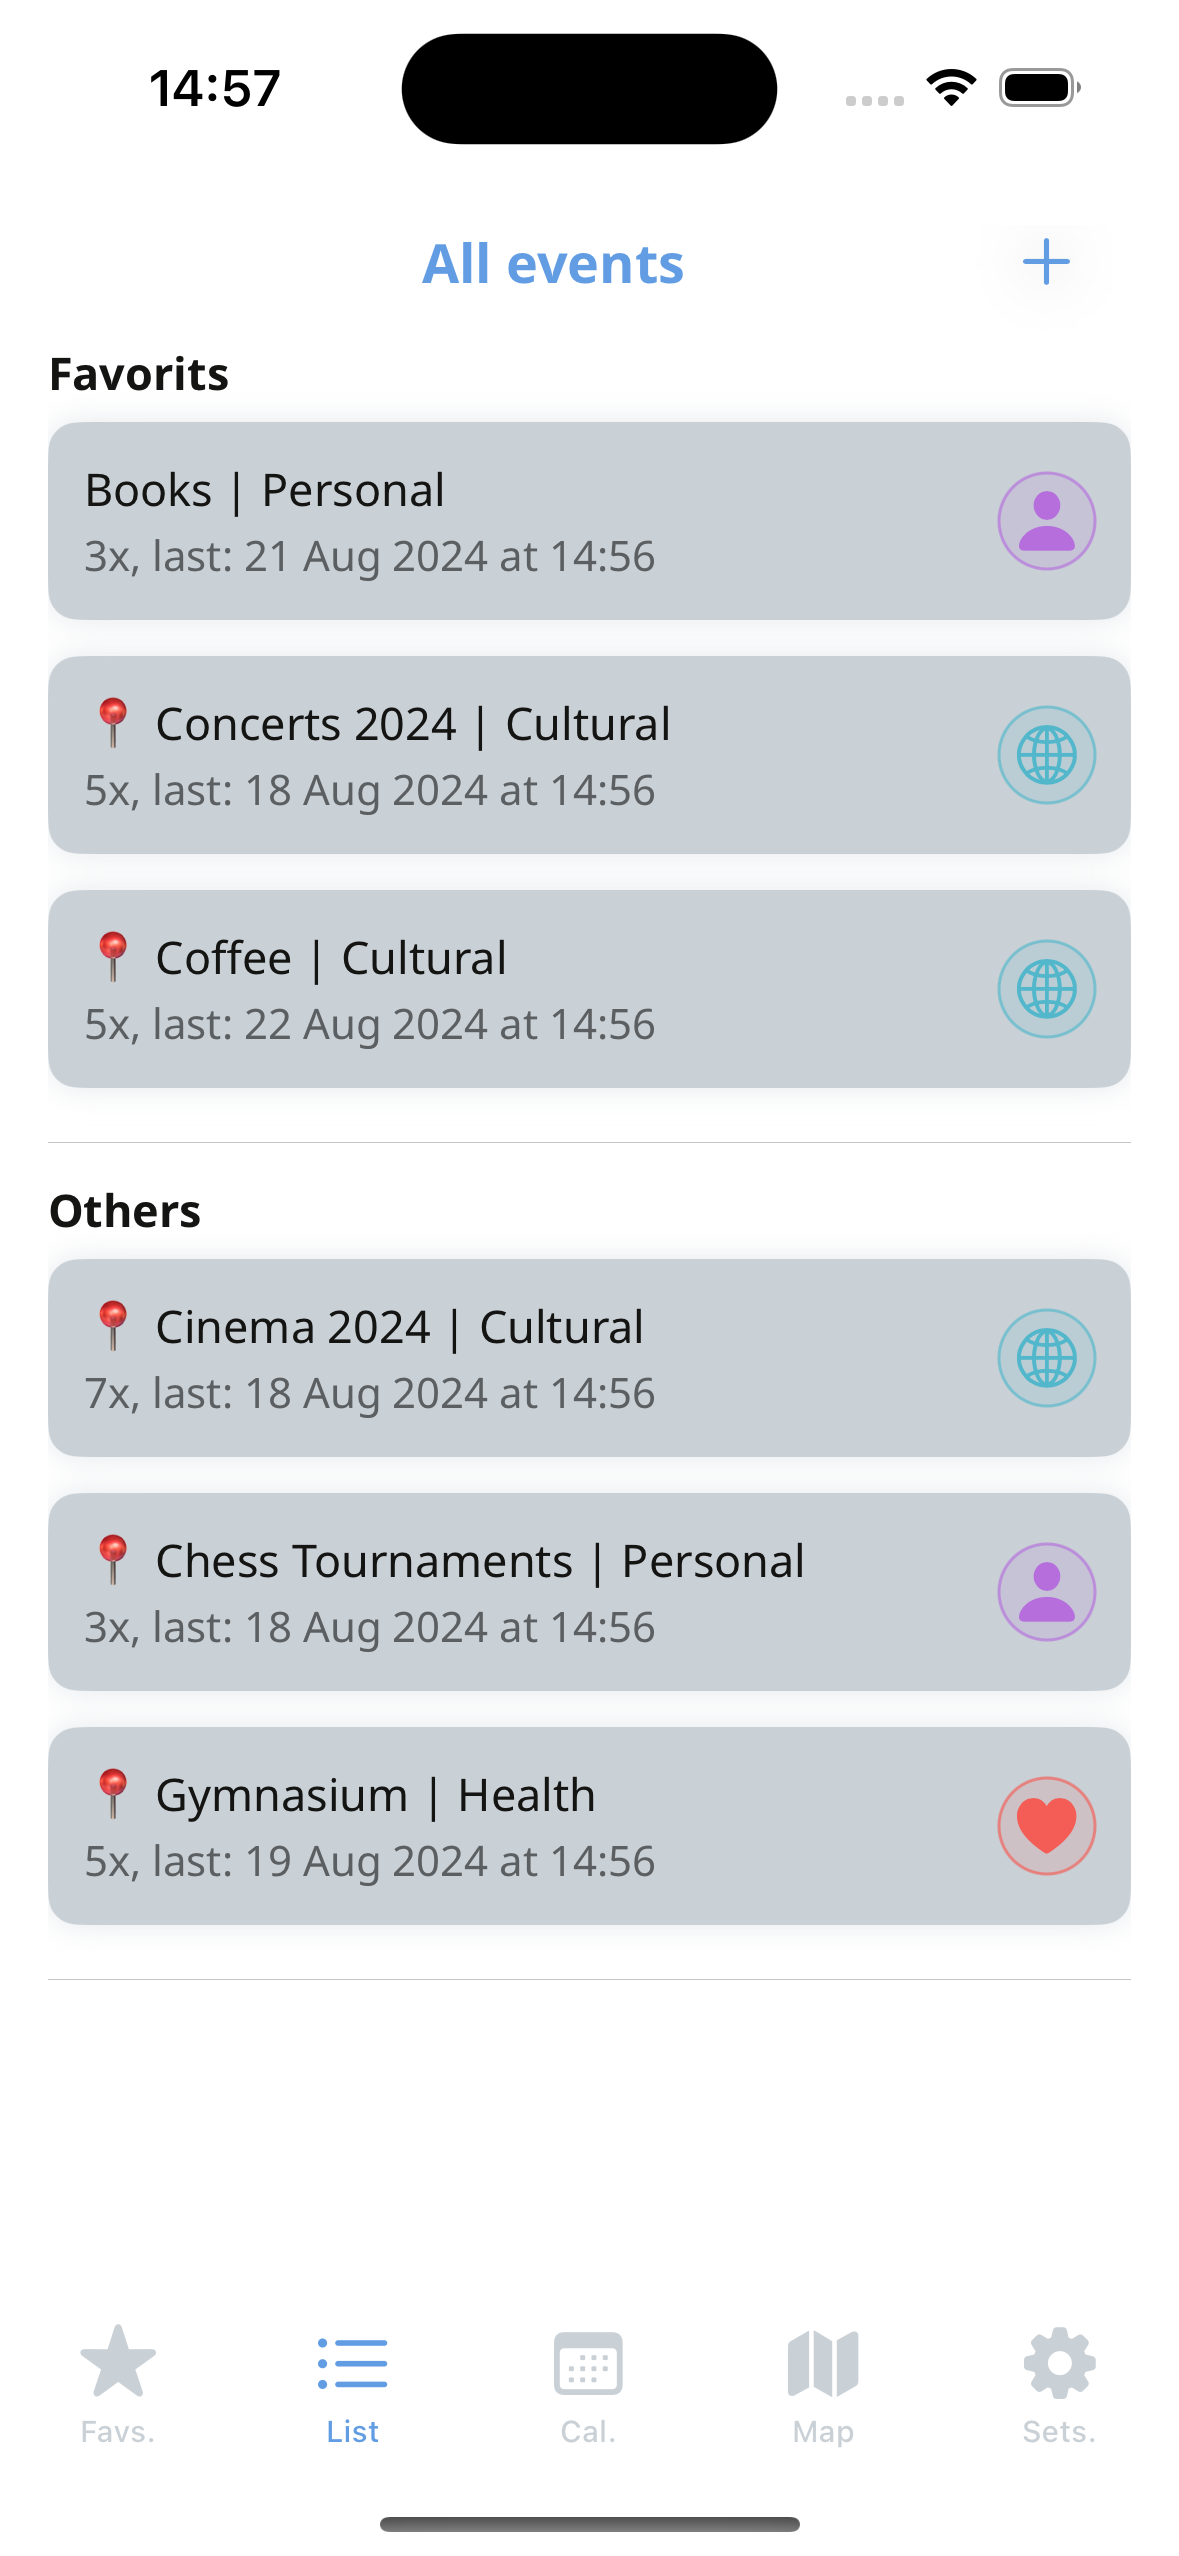 14:57
All events
Favorits
Books | Personal
3x, last: 21 Aug 2024 at 14:56
Concerts 2024 | Cultural
5x, last: 18 Aug 2024 at 14:56
Coffee | Cultural
5x, last: 22 Aug 2024 at 14:56
Others
Cinema 2024 | Cultural
7x, last: 18 Aug 2024 at 14:56
Chess Tournaments | Personal
3x, last: 18 Aug 2024 at 14:56
Gymnasium | Health
5x, last: 19 Aug 2024 at 14:56
Favs. List Cal. Map Sets.